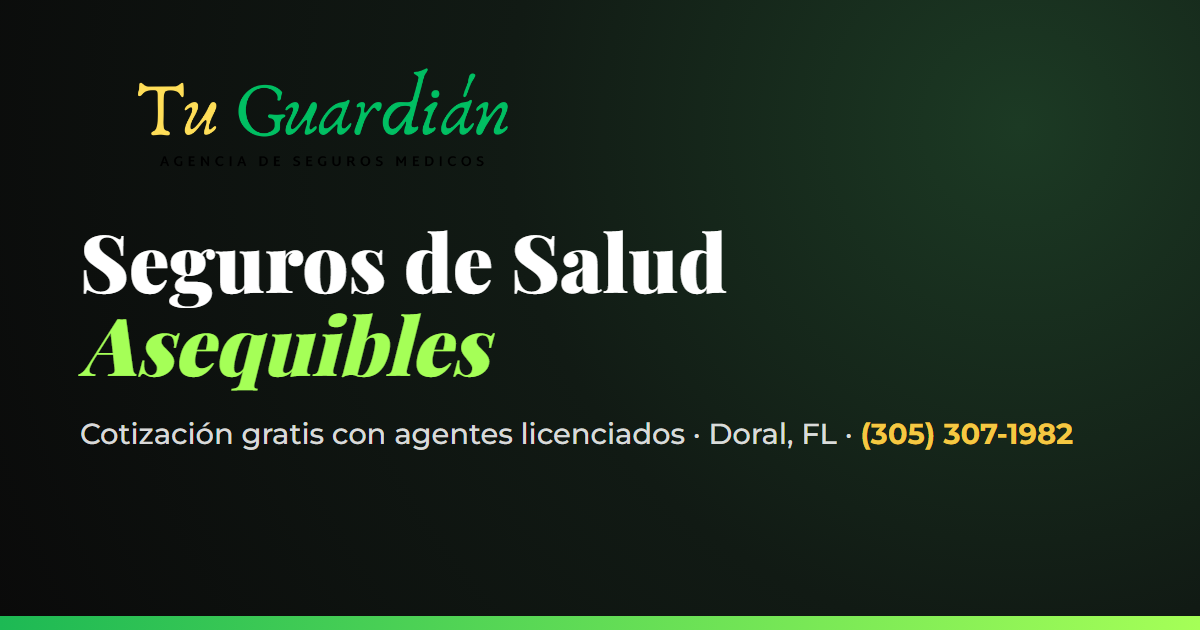 Tu Guardián
AGENCIA DE SEGUROS MEDICOS
Seguros de Salud
Asequibles
Cotización gratis con agentes licenciados · Doral, FL · (305) 307-1982